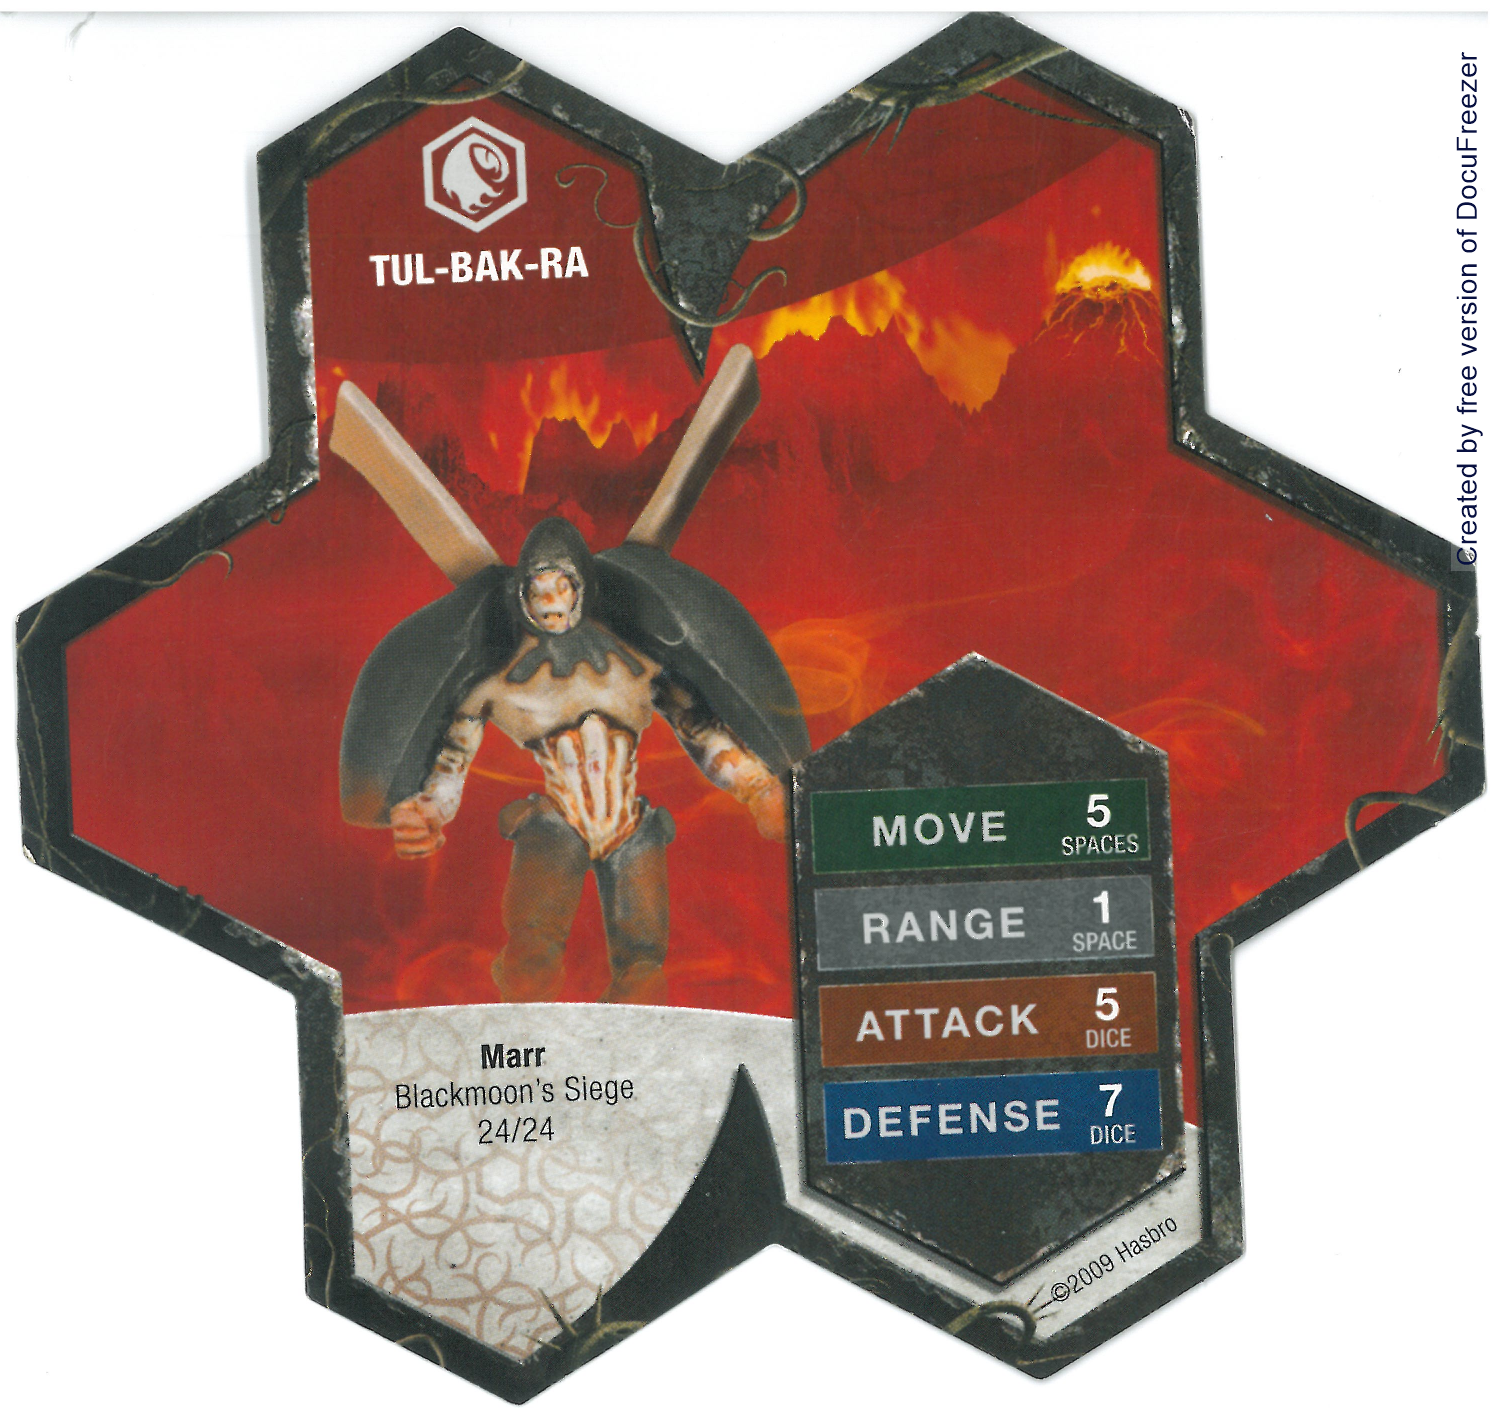 TUL-BAK-RA
MOVE 5
SPACES
RANGE 1
SPACE
ATTACK 5
DICE
DEFENSE 7
DICE
Marr
Blackmoon's Siege
24/24
©2009 Hasbro
Created by free version of DocuFreezer